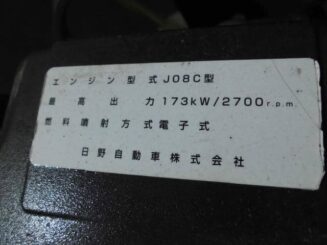 エンジン型式J08C型
最高出力173kW/2700r.p.m.
燃料噴射方式電子式
日野自動車株式会社